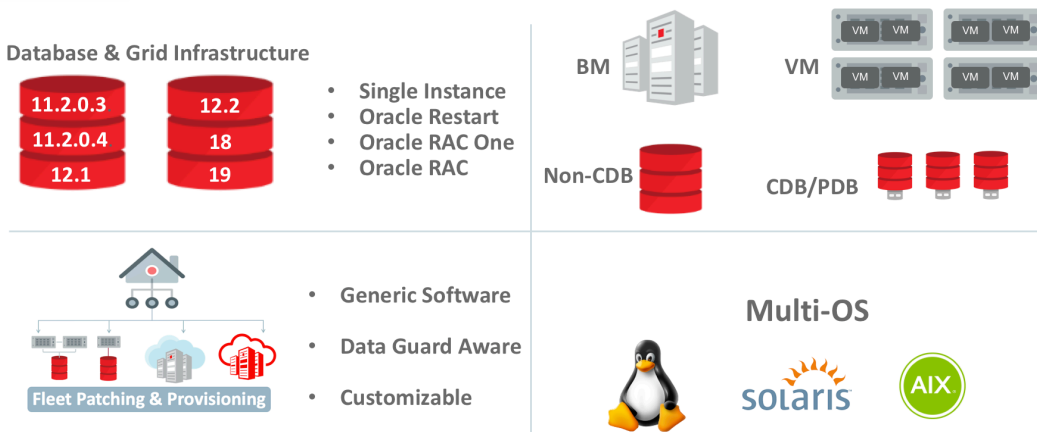 Database & Grid Infrastructure
11.2.0.3
11.2.0.4
12.1
12.2
18
19
• Single Instance
• Oracle Restart
• Oracle RAC One
• Oracle RAC
BM
VM
VM VM VM VM
VM VM VM VM
Non-CDB
CDB/PDB
Fleet Patching & Provisioning
• Generic Software
• Data Guard Aware
• Customizable
Multi-OS
solaris
AIX